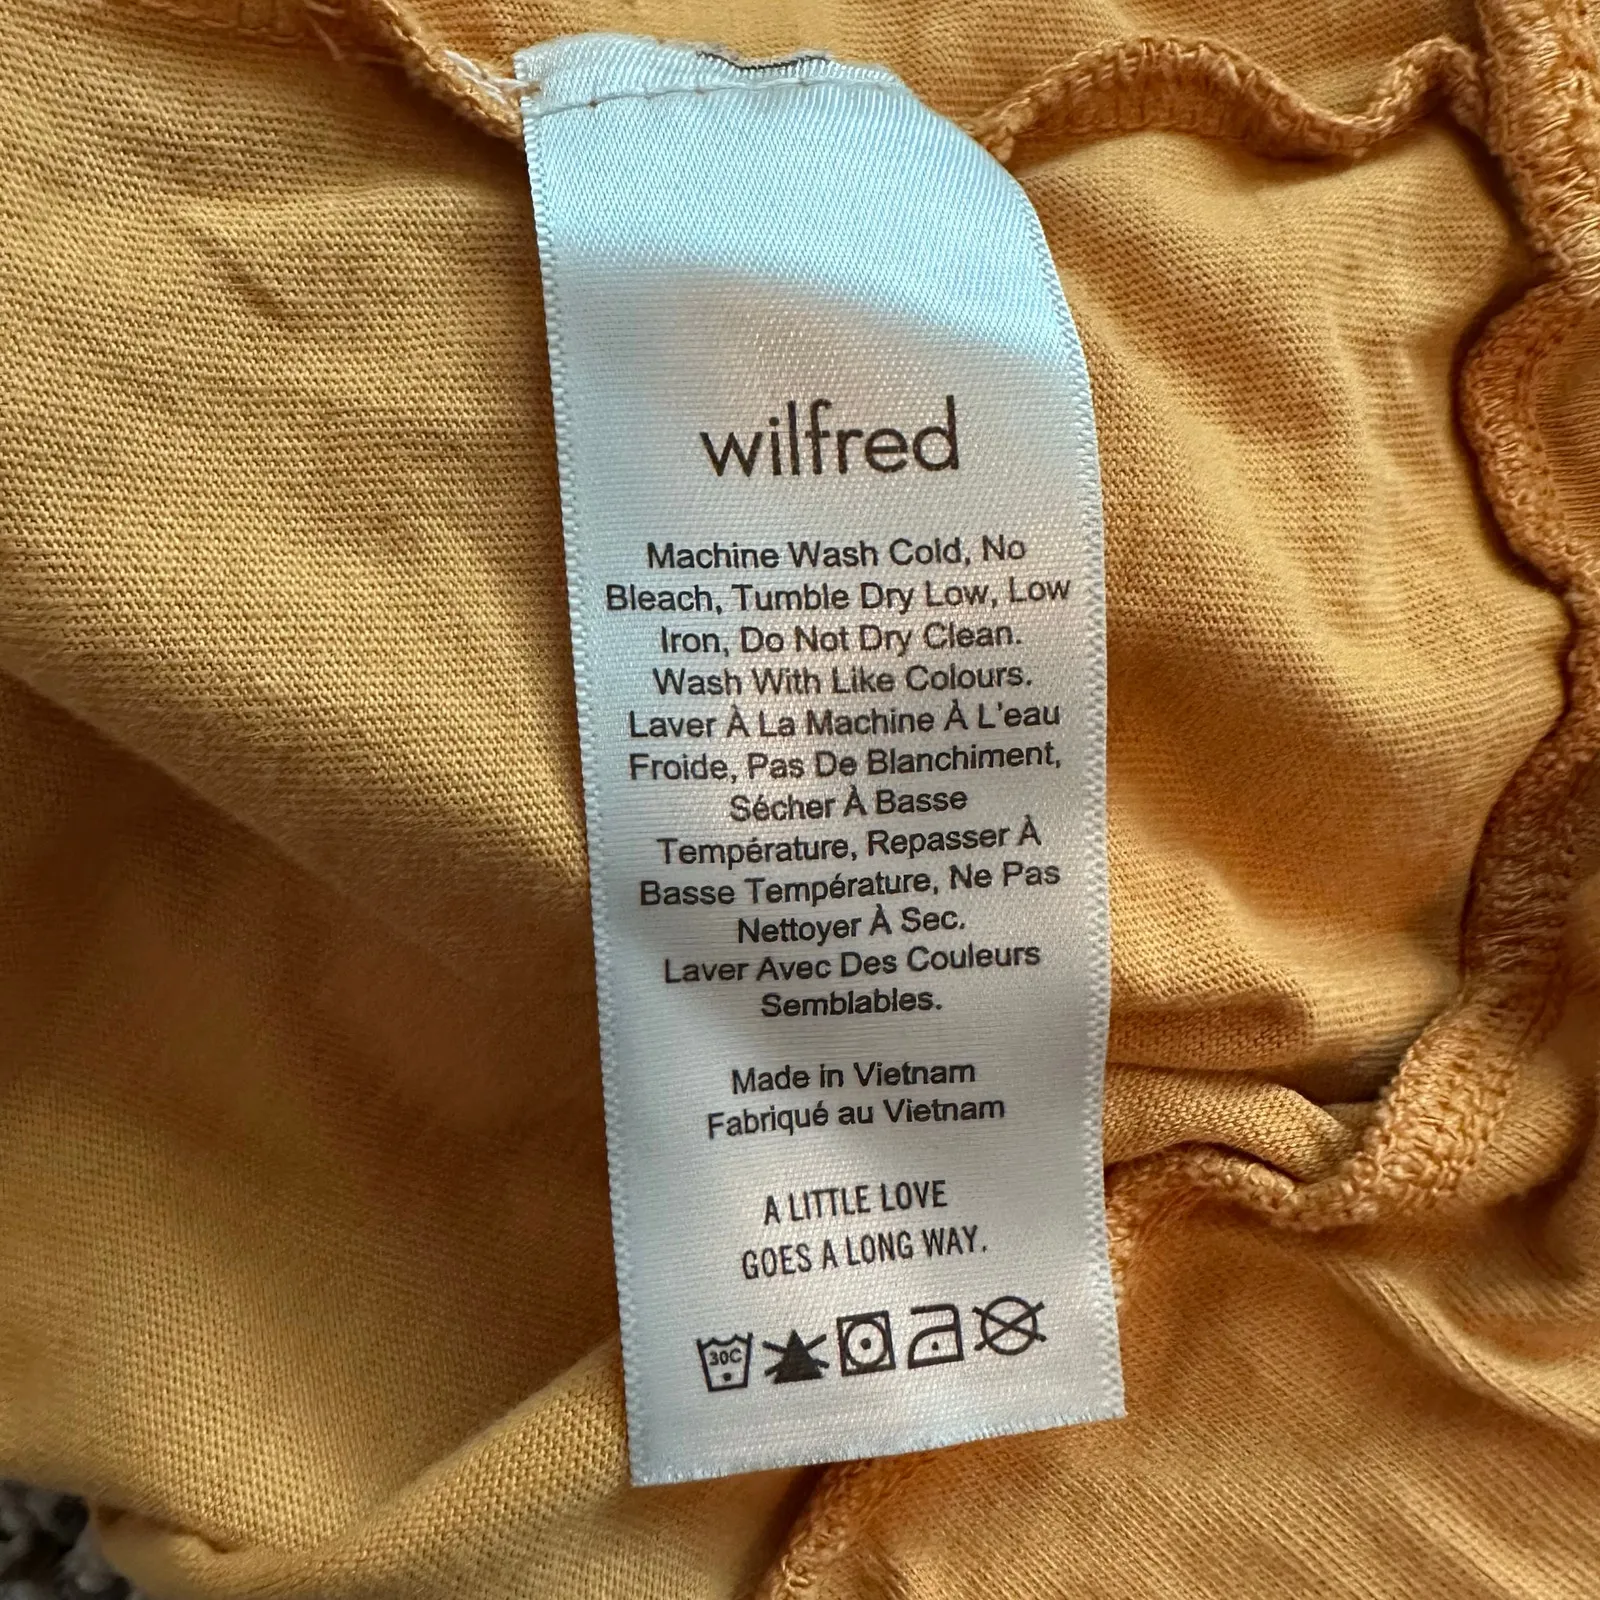 wilfred
Machine Wash Cold, No
Bleach, Tumble Dry Low, Low
Iron, Do Not Dry Clean.
Wash With Like Colours.
Laver À La Machine À L'eau
Froide, Pas De Blanchiment,
Sécher À Basse
Température, Repasser À
Basse Température, Ne Pas
Nettoyer À Sec.
Laver Avec Des Couleurs
Semblables.
Made in Vietnam
Fabriqué au Vietnam
A LITTLE LOVE
GOES A LONG WAY.
30C